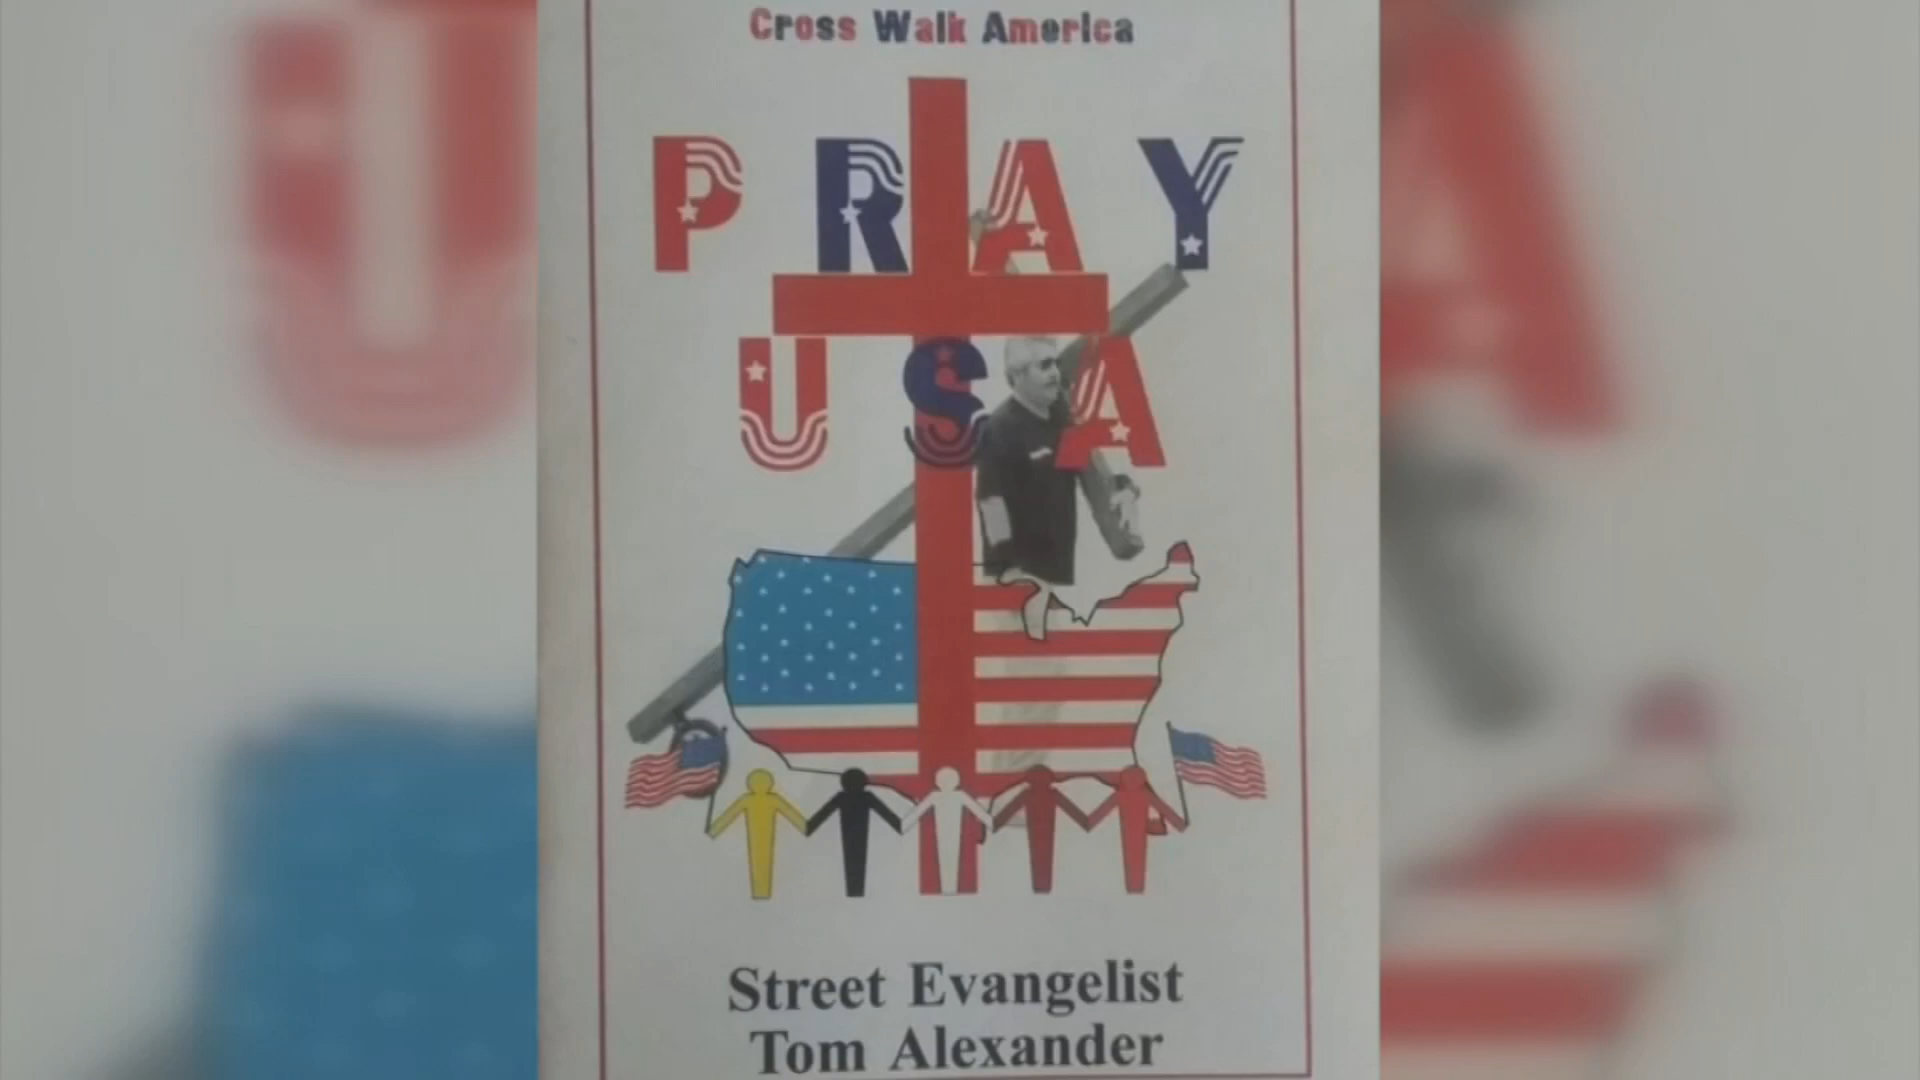 Cross Walk America
PRAY
USA
Street Evangelist
Tom Alexander